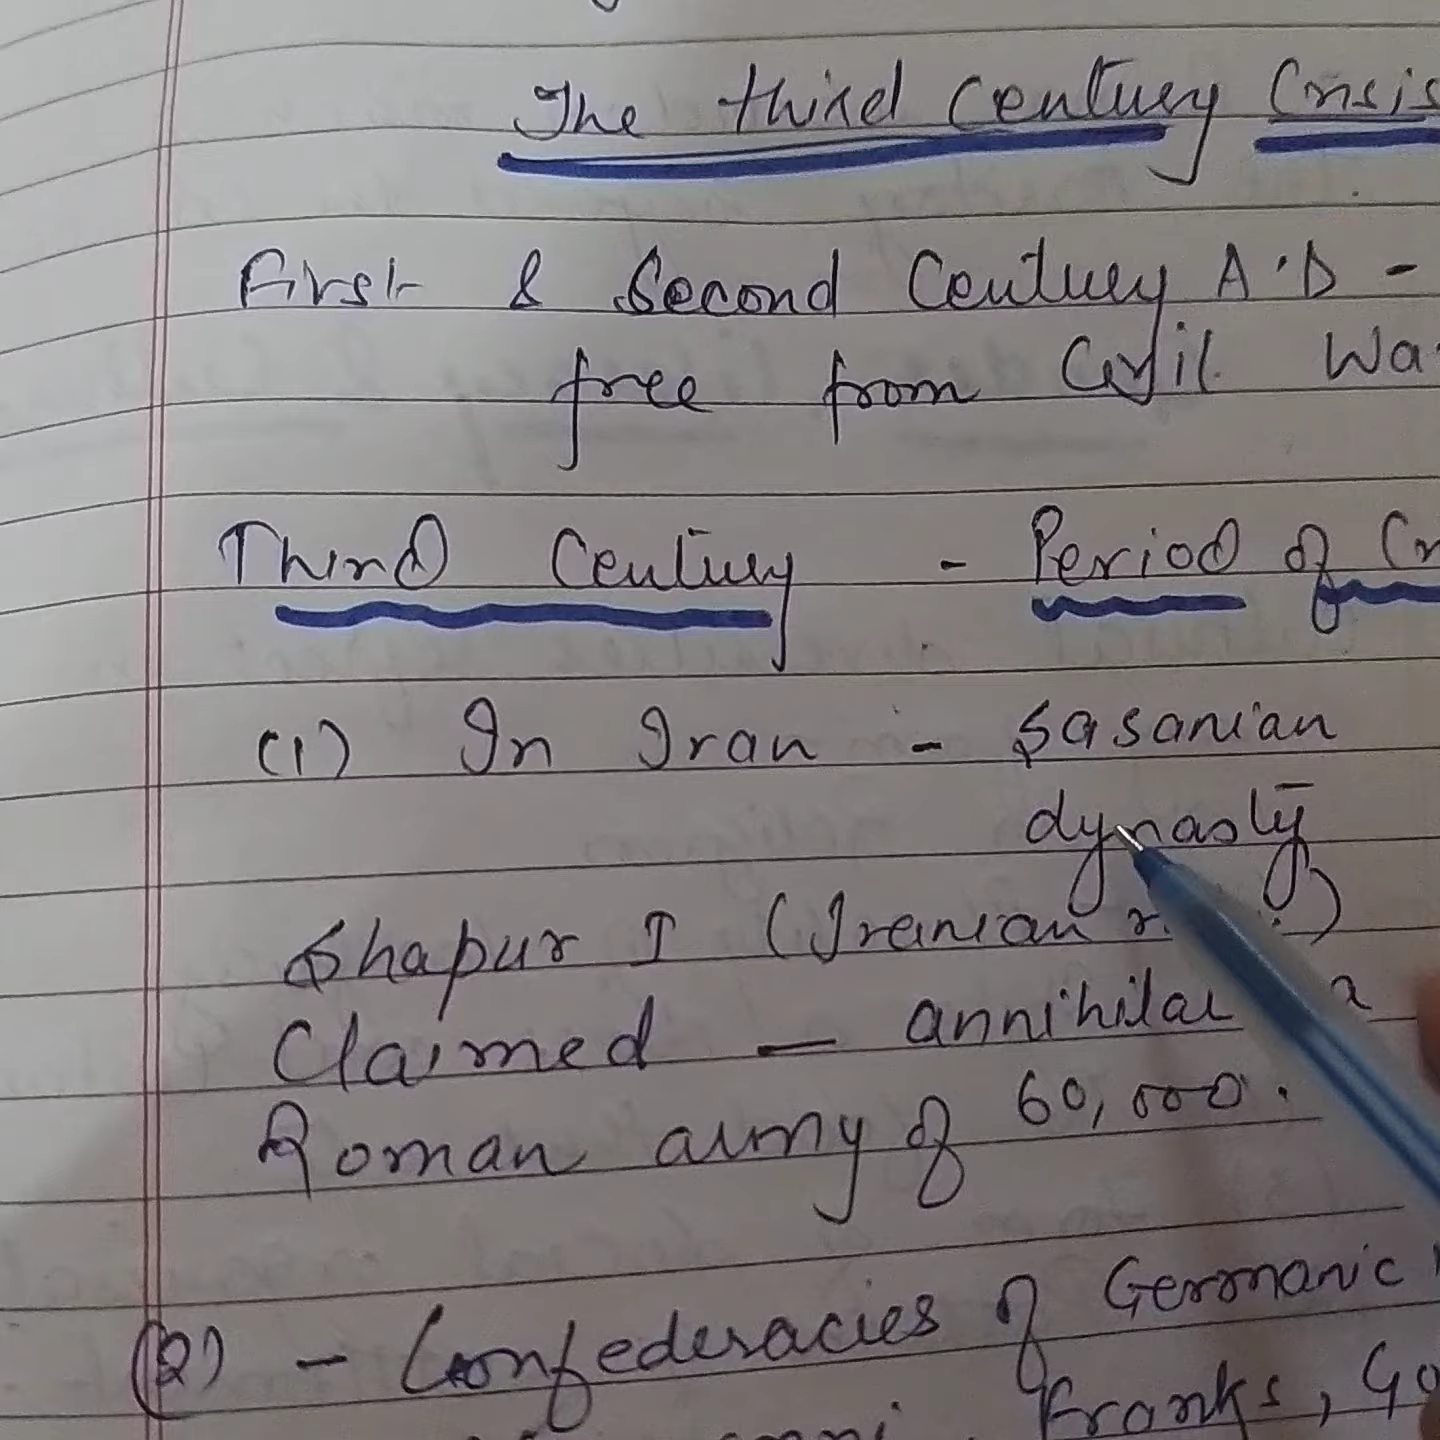 The third Century Crisis
First & Second Century A.D -
free from Civil
Third Century - Period of
(1) In Iran - Sasanian
dynasty
Shapur I (Iranian
Claimed - annihilat
Roman army of 60,000.
(2) - Confederacies of Germanic
Franks,